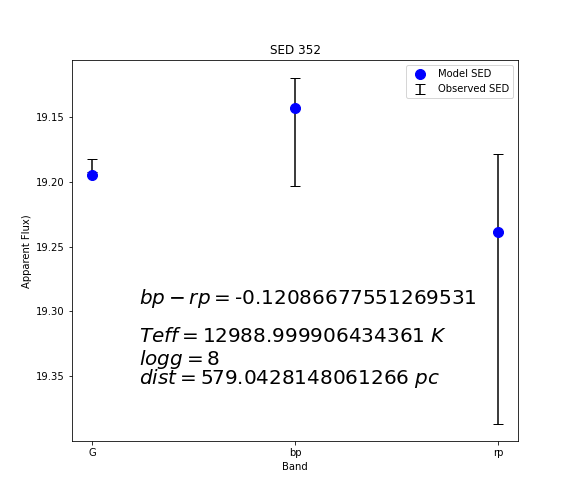 SED 352
Model SED
Observed SED
19.15
19.20
19.25
19.30
19.35
Apparent Flux)
bp − rp = -0.12086677551269531
Teff = 12988.999906434361 K
logg = 8
dist = 579.0428148061266 pc
G
bp
rp
Band